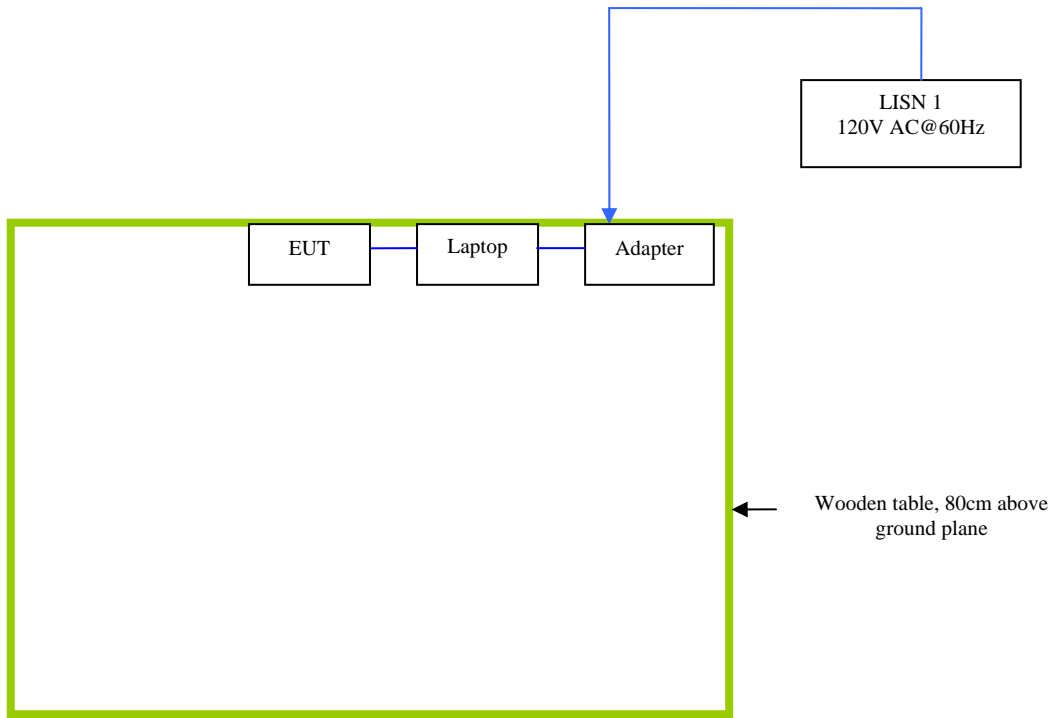 LISN 1
120V AC@60Hz
EUT
Laptop
Adapter
Wooden table, 80cm above
ground plane